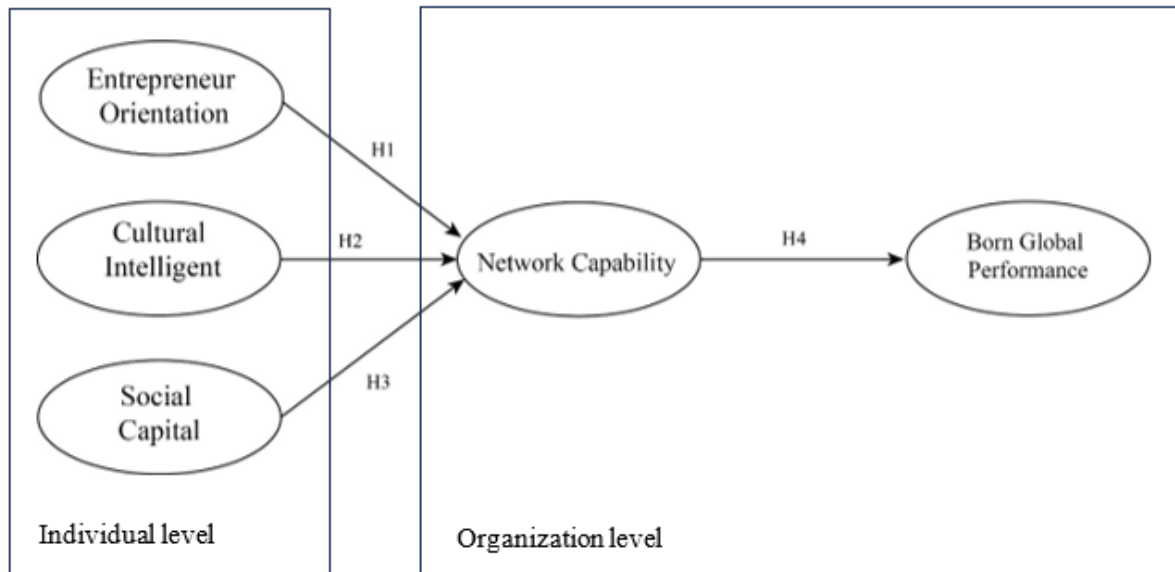 Entrepreneur
Orientation
H1
Cultural
Intelligent
H2
Network Capability
H4
Born Global
Performance
Social
Capital
H3
Individual level
Organization level